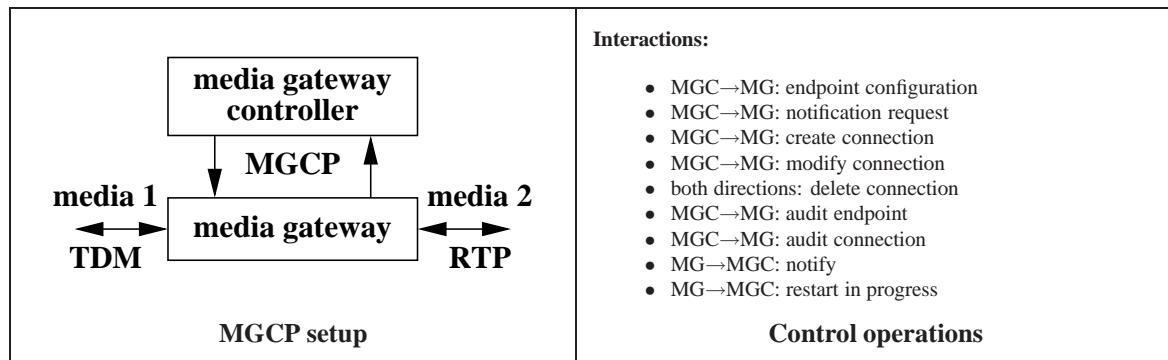 media gateway
controller
MGCP
media 1
media 2
media gateway
TDM
RTP
MGCP setup
Interactions:
• MGC→MG: endpoint configuration
• MGC→MG: notification request
• MGC→MG: create connection
• MGC→MG: modify connection
• both directions: delete connection
• MGC→MG: audit endpoint
• MGC→MG: audit connection
• MG→MGC: notify
• MG→MGC: restart in progress
Control operations